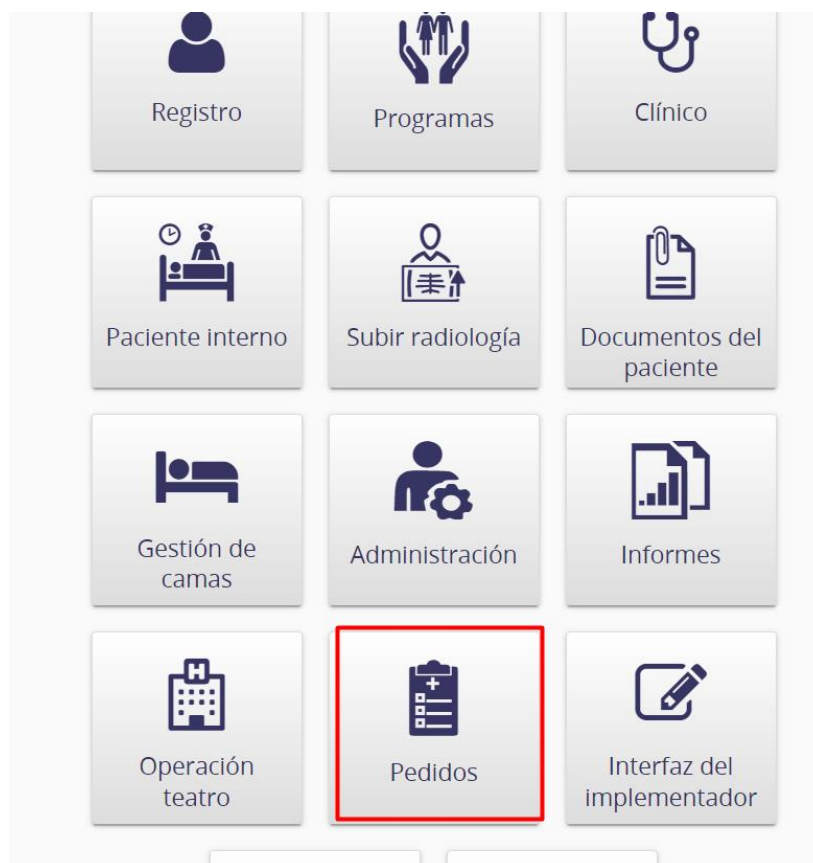 Registro
Programas
Clínico
Paciente interno
Subir radiología
Documentos del
paciente
Gestión de
camas
Administración
Informes
Operación
teatro
Pedidos
Interfaz del
implementador